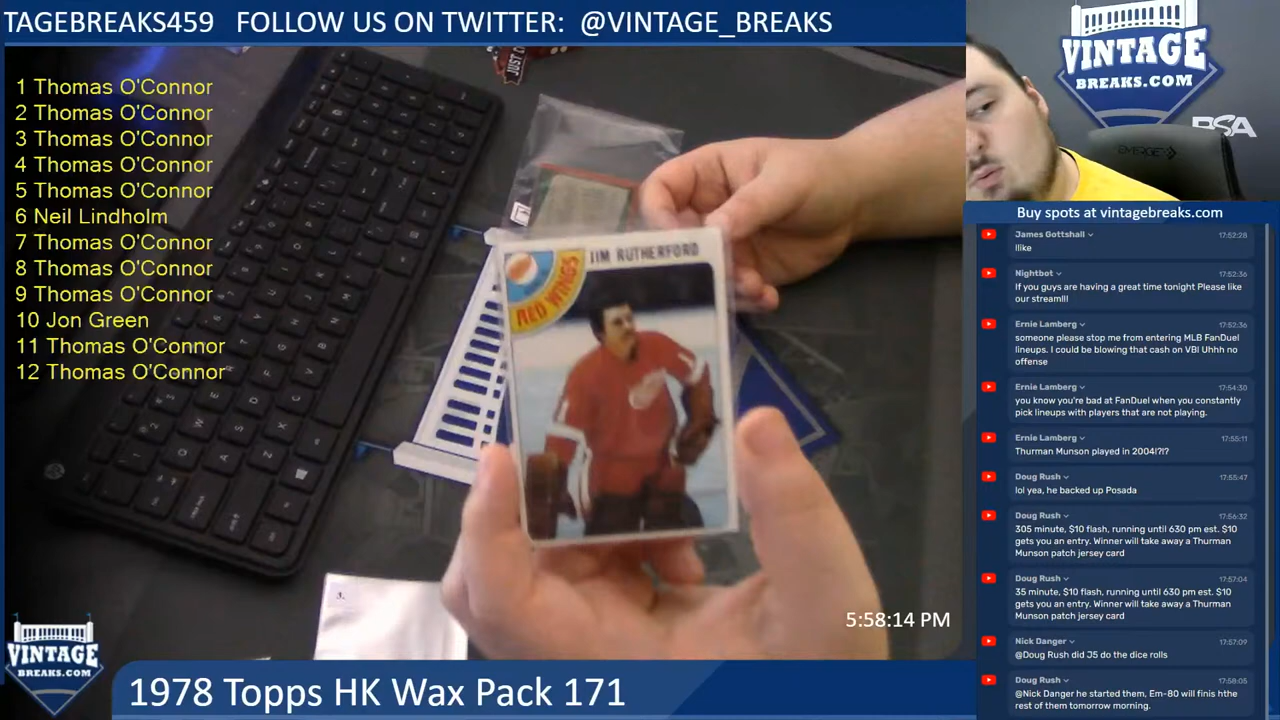 TAGEBREAKS459 FOLLOW US ON TWITTER: @VINTAGE_BREAKS
1 Thomas O'Connor
2 Thomas O'Connor
3 Thomas O'Connor
4 Thomas O'Connor
5 Thomas O'Connor
6 Neil Lindholm
7 Thomas O'Connor
8 Thomas O'Connor
9 Thomas O'Connor
10 Jon Green
11 Thomas O'Connor
12 Thomas O'Connor
JUST
JIM RUTHERFORD
RED WINGS
3.
5:58:14 PM
VINTAGE
BREAKS.COM
1978 Topps HK Wax Pack 171
VINTAGE
BREAKS.COM
PSA
Buy spots at vintagebreaks.com
James Gottshall 17:52:28
llike
Nightbot 17:52:36
If you guys are having a great time tonight Please like
our stream!!!
Ernie Lamberg 17:52:36
someone please stop me from entering MLB FanDuel
lineups. I could be blowing that cash on VBI Uhhh no
offense
Ernie Lamberg 17:54:30
you know you're bad at FanDuel when you constantly
pick lineups with players that are not playing.
Ernie Lamberg 17:55:11
Thurman Munson played in 2004!?!?
Doug Rush 17:55:47
lol yea, he backed up Posada
Doug Rush 17:56:32
305 minute, $10 flash, running until 630 pm est. $10
gets you an entry. Winner will take away a Thurman
Munson patch jersey card
Doug Rush 17:57:04
35 minute, $10 flash, running until 630 pm est. $10
gets you an entry. Winner will take away a Thurman
Munson patch jersey card
Nick Danger 17:57:09
@Doug Rush did J5 do the dice rolls
Doug Rush 17:58:05
@Nick Danger he started them, Em-80 will finis hthe
rest of them tomorrow morning.